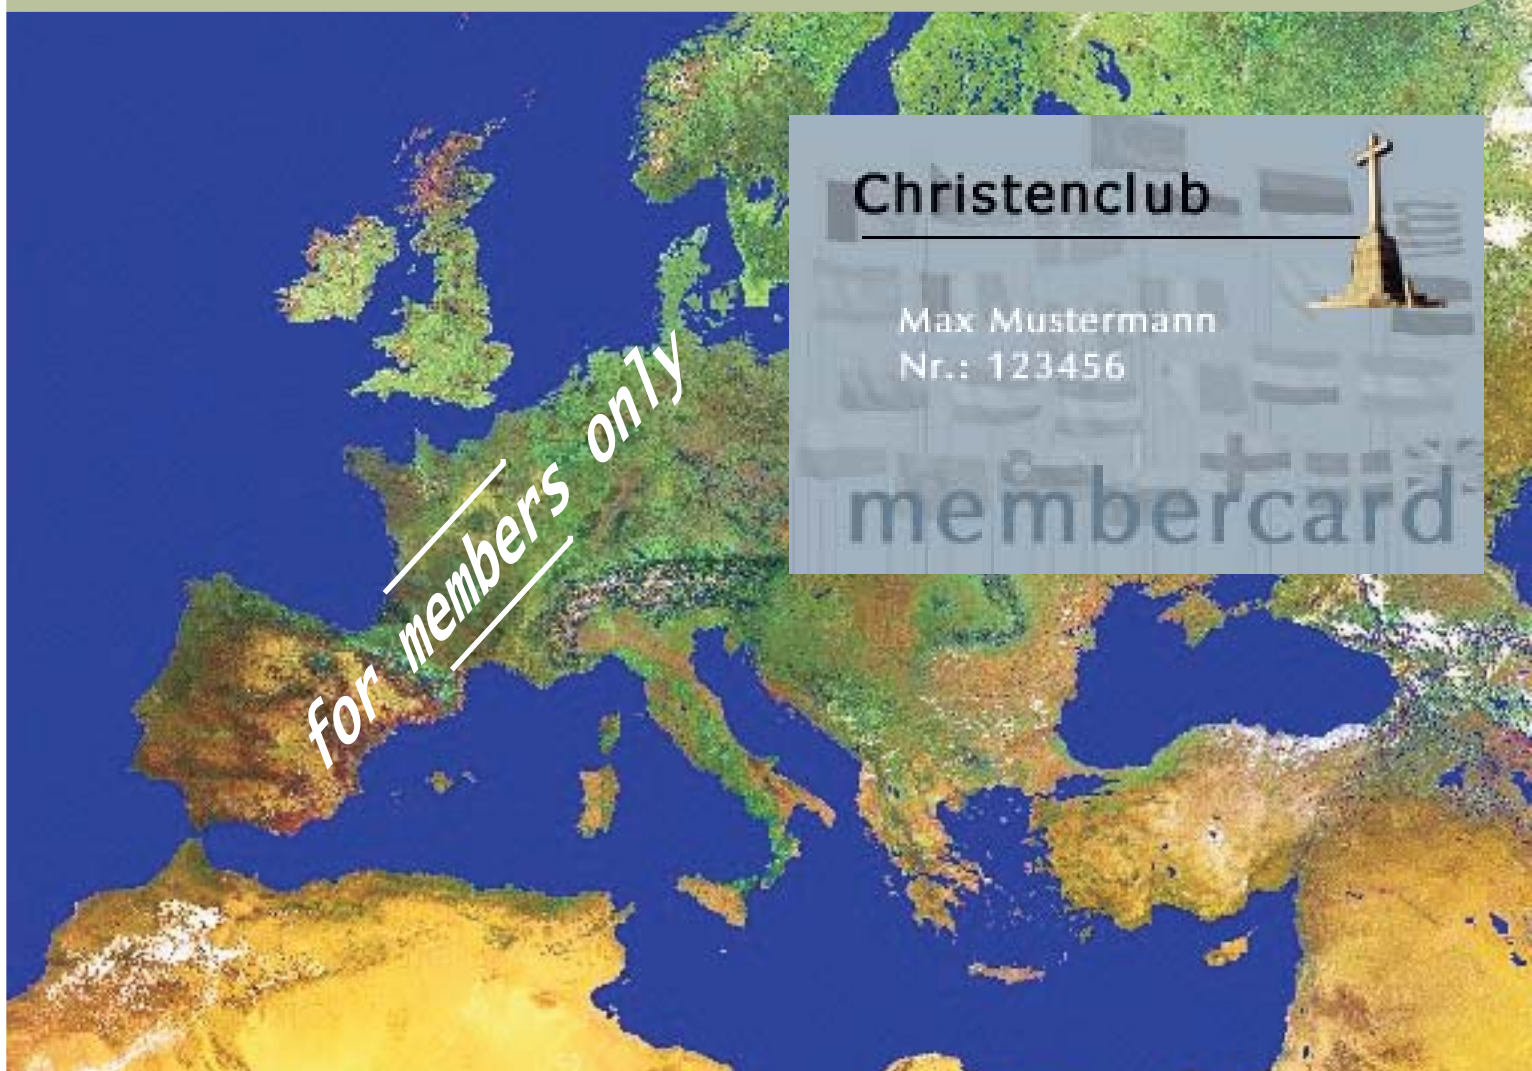 Christenclub
Max Mustermann
Nr.: 123456
membercard
for members only